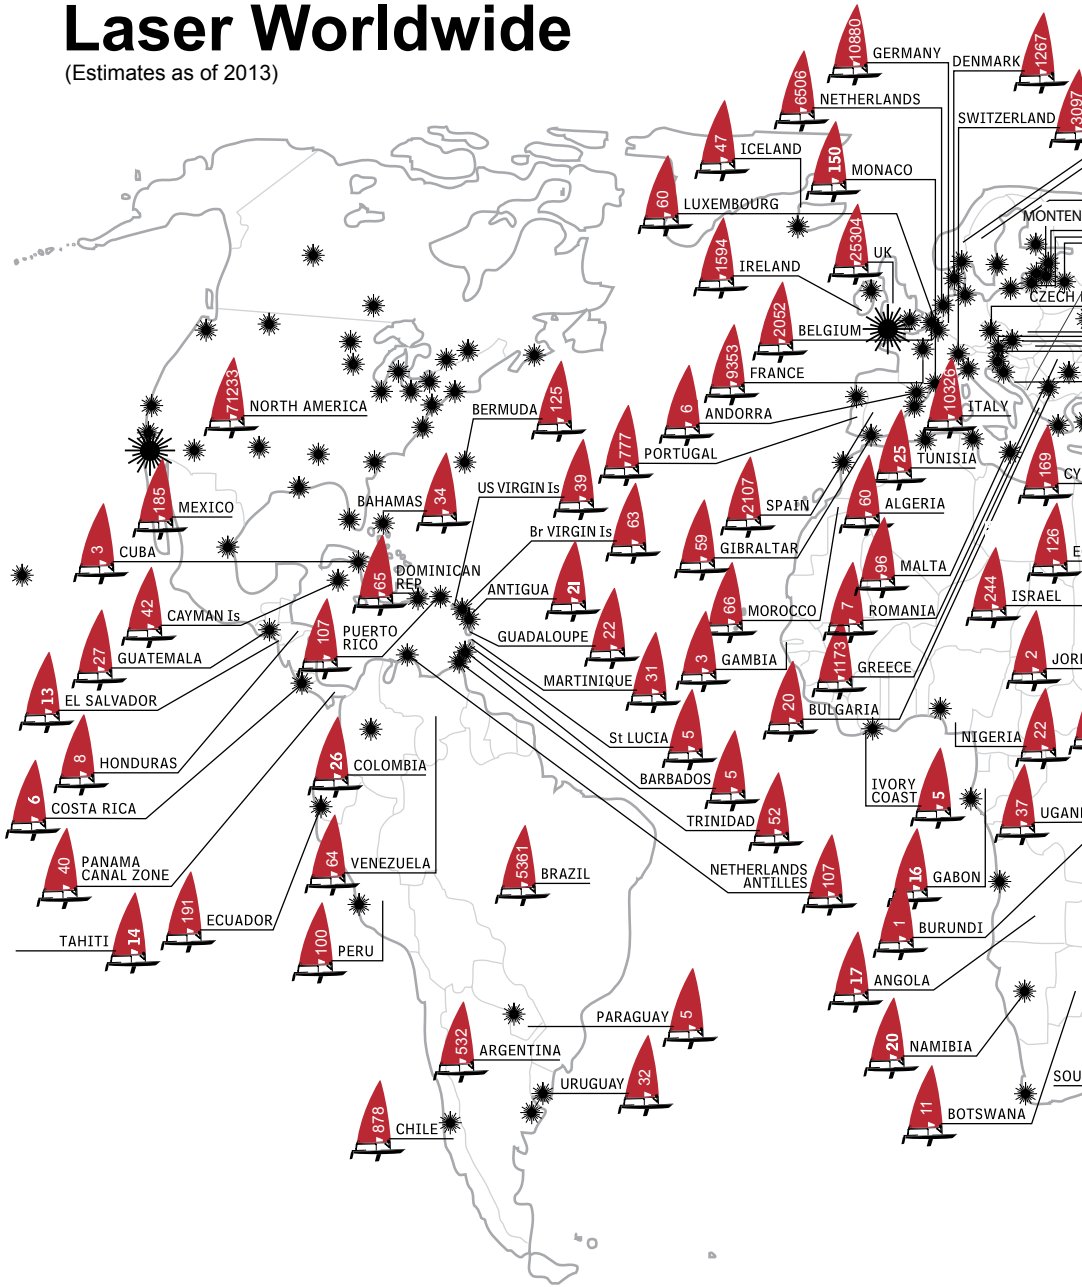 Laser Worldwide
(Estimates as of 2013)
10880
GERMANY
1267
DENMARK
6506
NETHERLANDS
3097
SWITZERLAND
47
ICELAND
150
MONACO
60
LUXEMBOURG
25304
UK
MONTEN
1594
IRELAND
CZECH
2052
BELGIUM
9353
FRANCE
10326
ITALY
71233
NORTH AMERICA
125
BERMUDA
6
ANDORRA
777
PORTUGAL
25
TUNISIA
169
CY
185
MEXICO
34
BAHAMAS
39
US VIRGIN Is
2107
SPAIN
60
ALGERIA
3
CUBA
63
Br VIRGIN Is
59
GIBRALTAR
126
E
65
DOMINICAN
REP
21
ANTIGUA
96
MALTA
244
ISRAEL
42
CAYMAN Is
107
PUERTO
RICO
22
GUADALOUPE
66
MOROCCO
7
ROMANIA
27
GUATEMALA
31
MARTINIQUE
3
GAMBIA
1173
GREECE
2
JOR
13
EL SALVADOR
20
BULGARIA
8
HONDURAS
26
COLOMBIA
5
St LUCIA
22
NIGERIA
6
COSTA RICA
5
BARBADOS
5
IVORY
COAST
37
UGAN
52
TRINIDAD
40
PANAMA
CANAL ZONE
64
VENEZUELA
5361
BRAZIL
107
NETHERLANDS
ANTILLES
16
GABON
191
ECUADOR
1
BURUNDI
14
TAHITI
100
PERU
17
ANGOLA
5
PARAGUAY
532
ARGENTINA
20
NAMIBIA
32
URUGUAY
SOU
878
CHILE
11
BOTSWANA